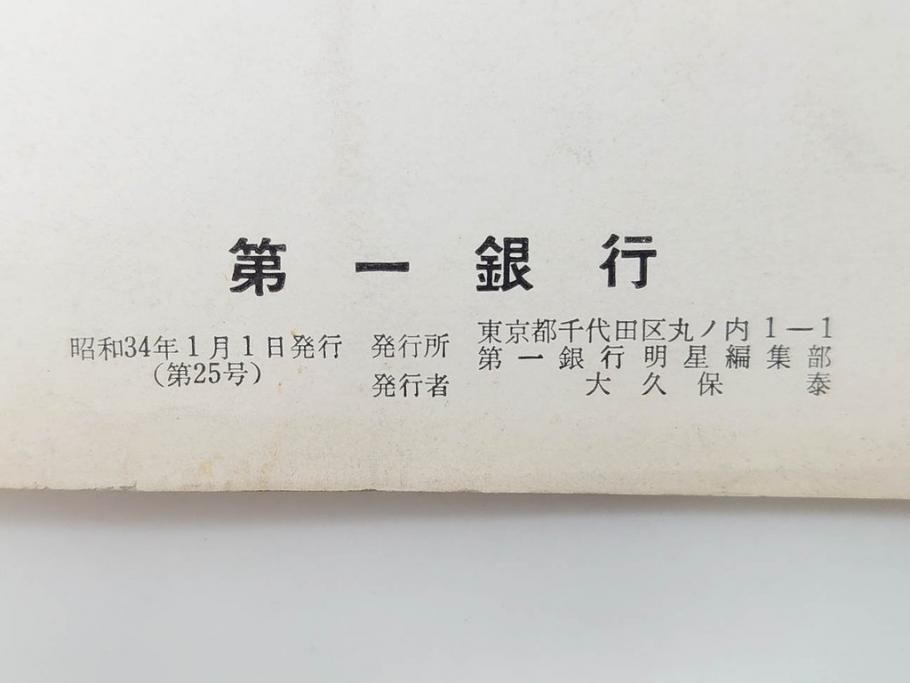 第一銀行
昭和34年1月1日発行 発行所 東京都千代田区丸ノ内1―1
(第25号) 第一銀行明星編集部
発行者 大久保 泰